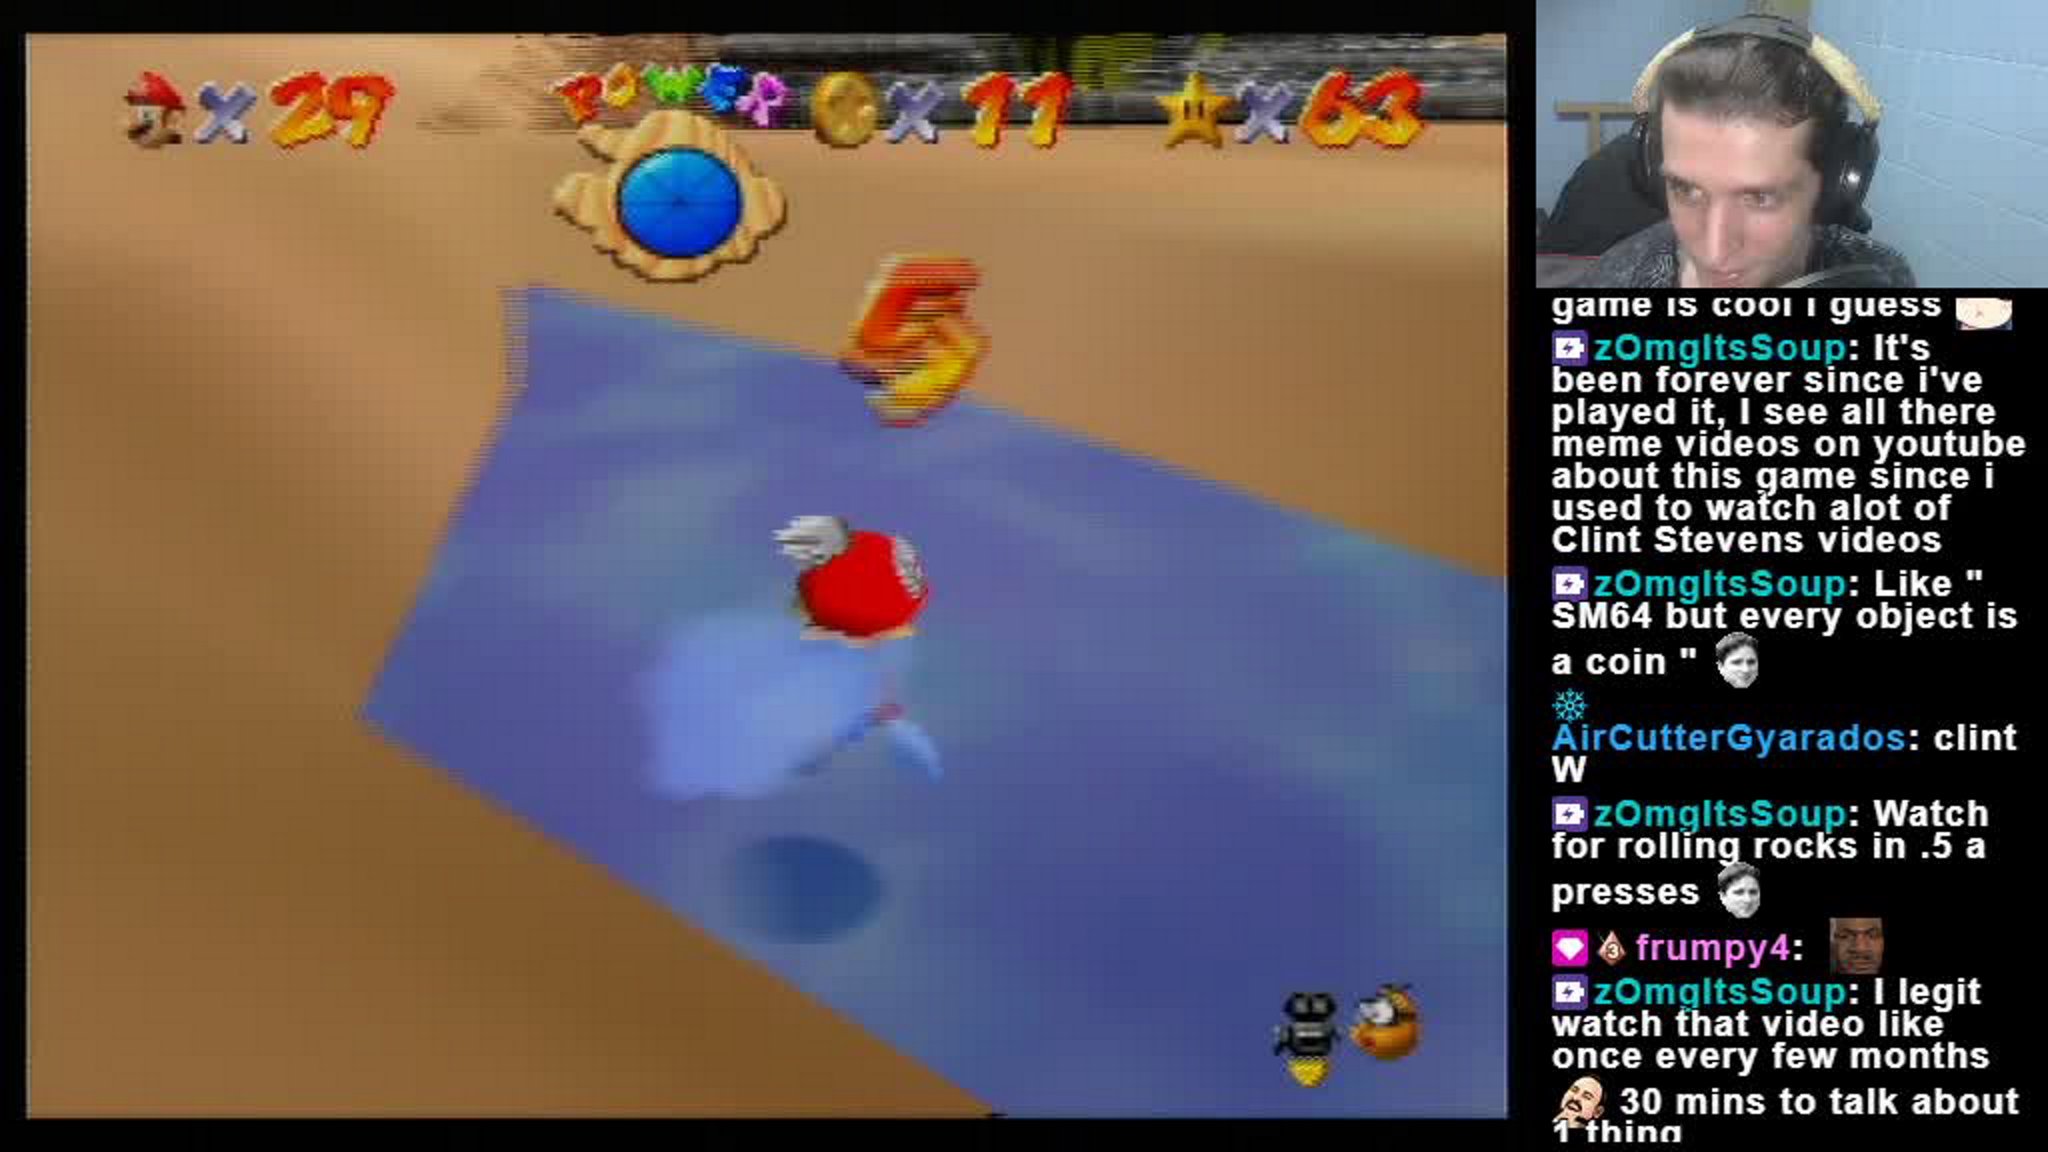 x 29
POWER
x 11
x 63
5
game is cool i guess
zOmgItsSoup: It's
been forever since i've
played it, I see all there
meme videos on youtube
about this game since i
used to watch alot of
Clint Stevens videos
zOmgItsSoup: Like "
SM64 but every object is
a coin "
AirCutterGyarados: clint
W
zOmgItsSoup: Watch
for rolling rocks in .5 a
presses
3 frumpy4:
zOmgItsSoup: I legit
watch that video like
once every few months
30 mins to talk about
1 thing